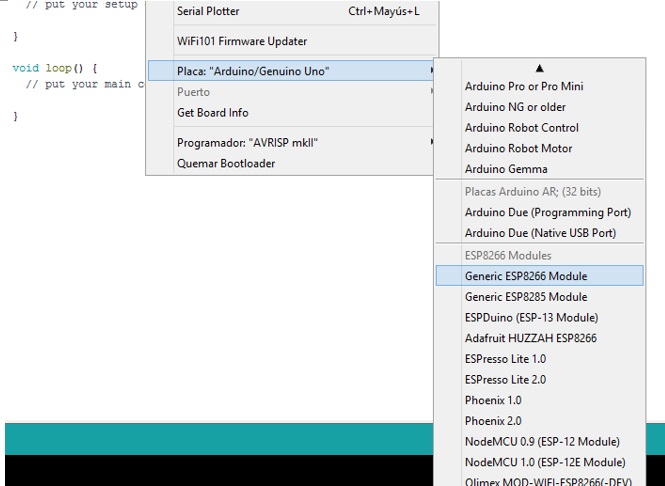 // put your setup
}
void loop() {
// put your main c
}
Serial Plotter Ctrl+Mayús+L
WiFi101 Firmware Updater
Placa: "Arduino/Genuino Uno"
Puerto
Get Board Info
Programador: "AVRISP mkII"
Quemar Bootloader
Arduino Pro or Pro Mini
Arduino NG or older
Arduino Robot Control
Arduino Robot Motor
Arduino Gemma
Placas Arduino AR; (32 bits)
Arduino Due (Programming Port)
Arduino Due (Native USB Port)
ESP8266 Modules
Generic ESP8266 Module
Generic ESP8285 Module
ESPDuino (ESP-13 Module)
Adafruit HUZZAH ESP8266
ESPresso Lite 1.0
ESPresso Lite 2.0
Phoenix 1.0
Phoenix 2.0
NodeMCU 0.9 (ESP-12 Module)
NodeMCU 1.0 (ESP-12E Module)
Olimex MOD-WIFI-ESP8266(-DEV)